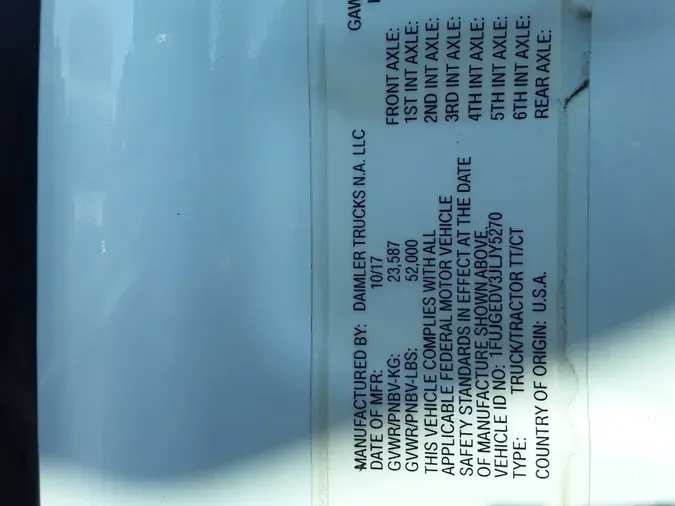 MANUFACTURED BY: DAIMLER TRUCKS N.A. LLC
DATE OF MFR: 10/17
GVWR/PNBV-KG: 23,587
GVWR/PNBV-LBS: 52,000
THIS VEHICLE COMPLIES WITH ALL
APPLICABLE FEDERAL MOTOR VEHICLE
SAFETY STANDARDS IN EFFECT AT THE DATE
OF MANUFACTURE SHOWN ABOVE.
VEHICLE ID NO: 1FUJGEDV3JLJY5270
TYPE: TRUCK/TRACTOR TT/CT
COUNTRY OF ORIGIN: U.S.A.
FRONT AXLE:
1ST INT AXLE:
2ND INT AXLE:
3RD INT AXLE:
4TH INT AXLE:
5TH INT AXLE:
6TH INT AXLE:
REAR AXLE: